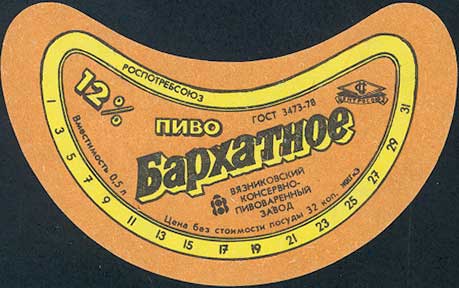 РОСПОТРЕБСОЮЗ
12%
ПИВО
ГОСТ 3473-78
ЦЕНТРОСОЮЗ
Бархатное
Вместимость 0,5 л.
ВЯЗНИКОВСКИЙ
КОНСЕРВНО-
ПИВОВАРЕННЫЙ
ЗАВОД
Цена без стоимости посуды 32 коп.
1 3 5 7 9 11 13 15 17 19 21 23 25 27 29 31